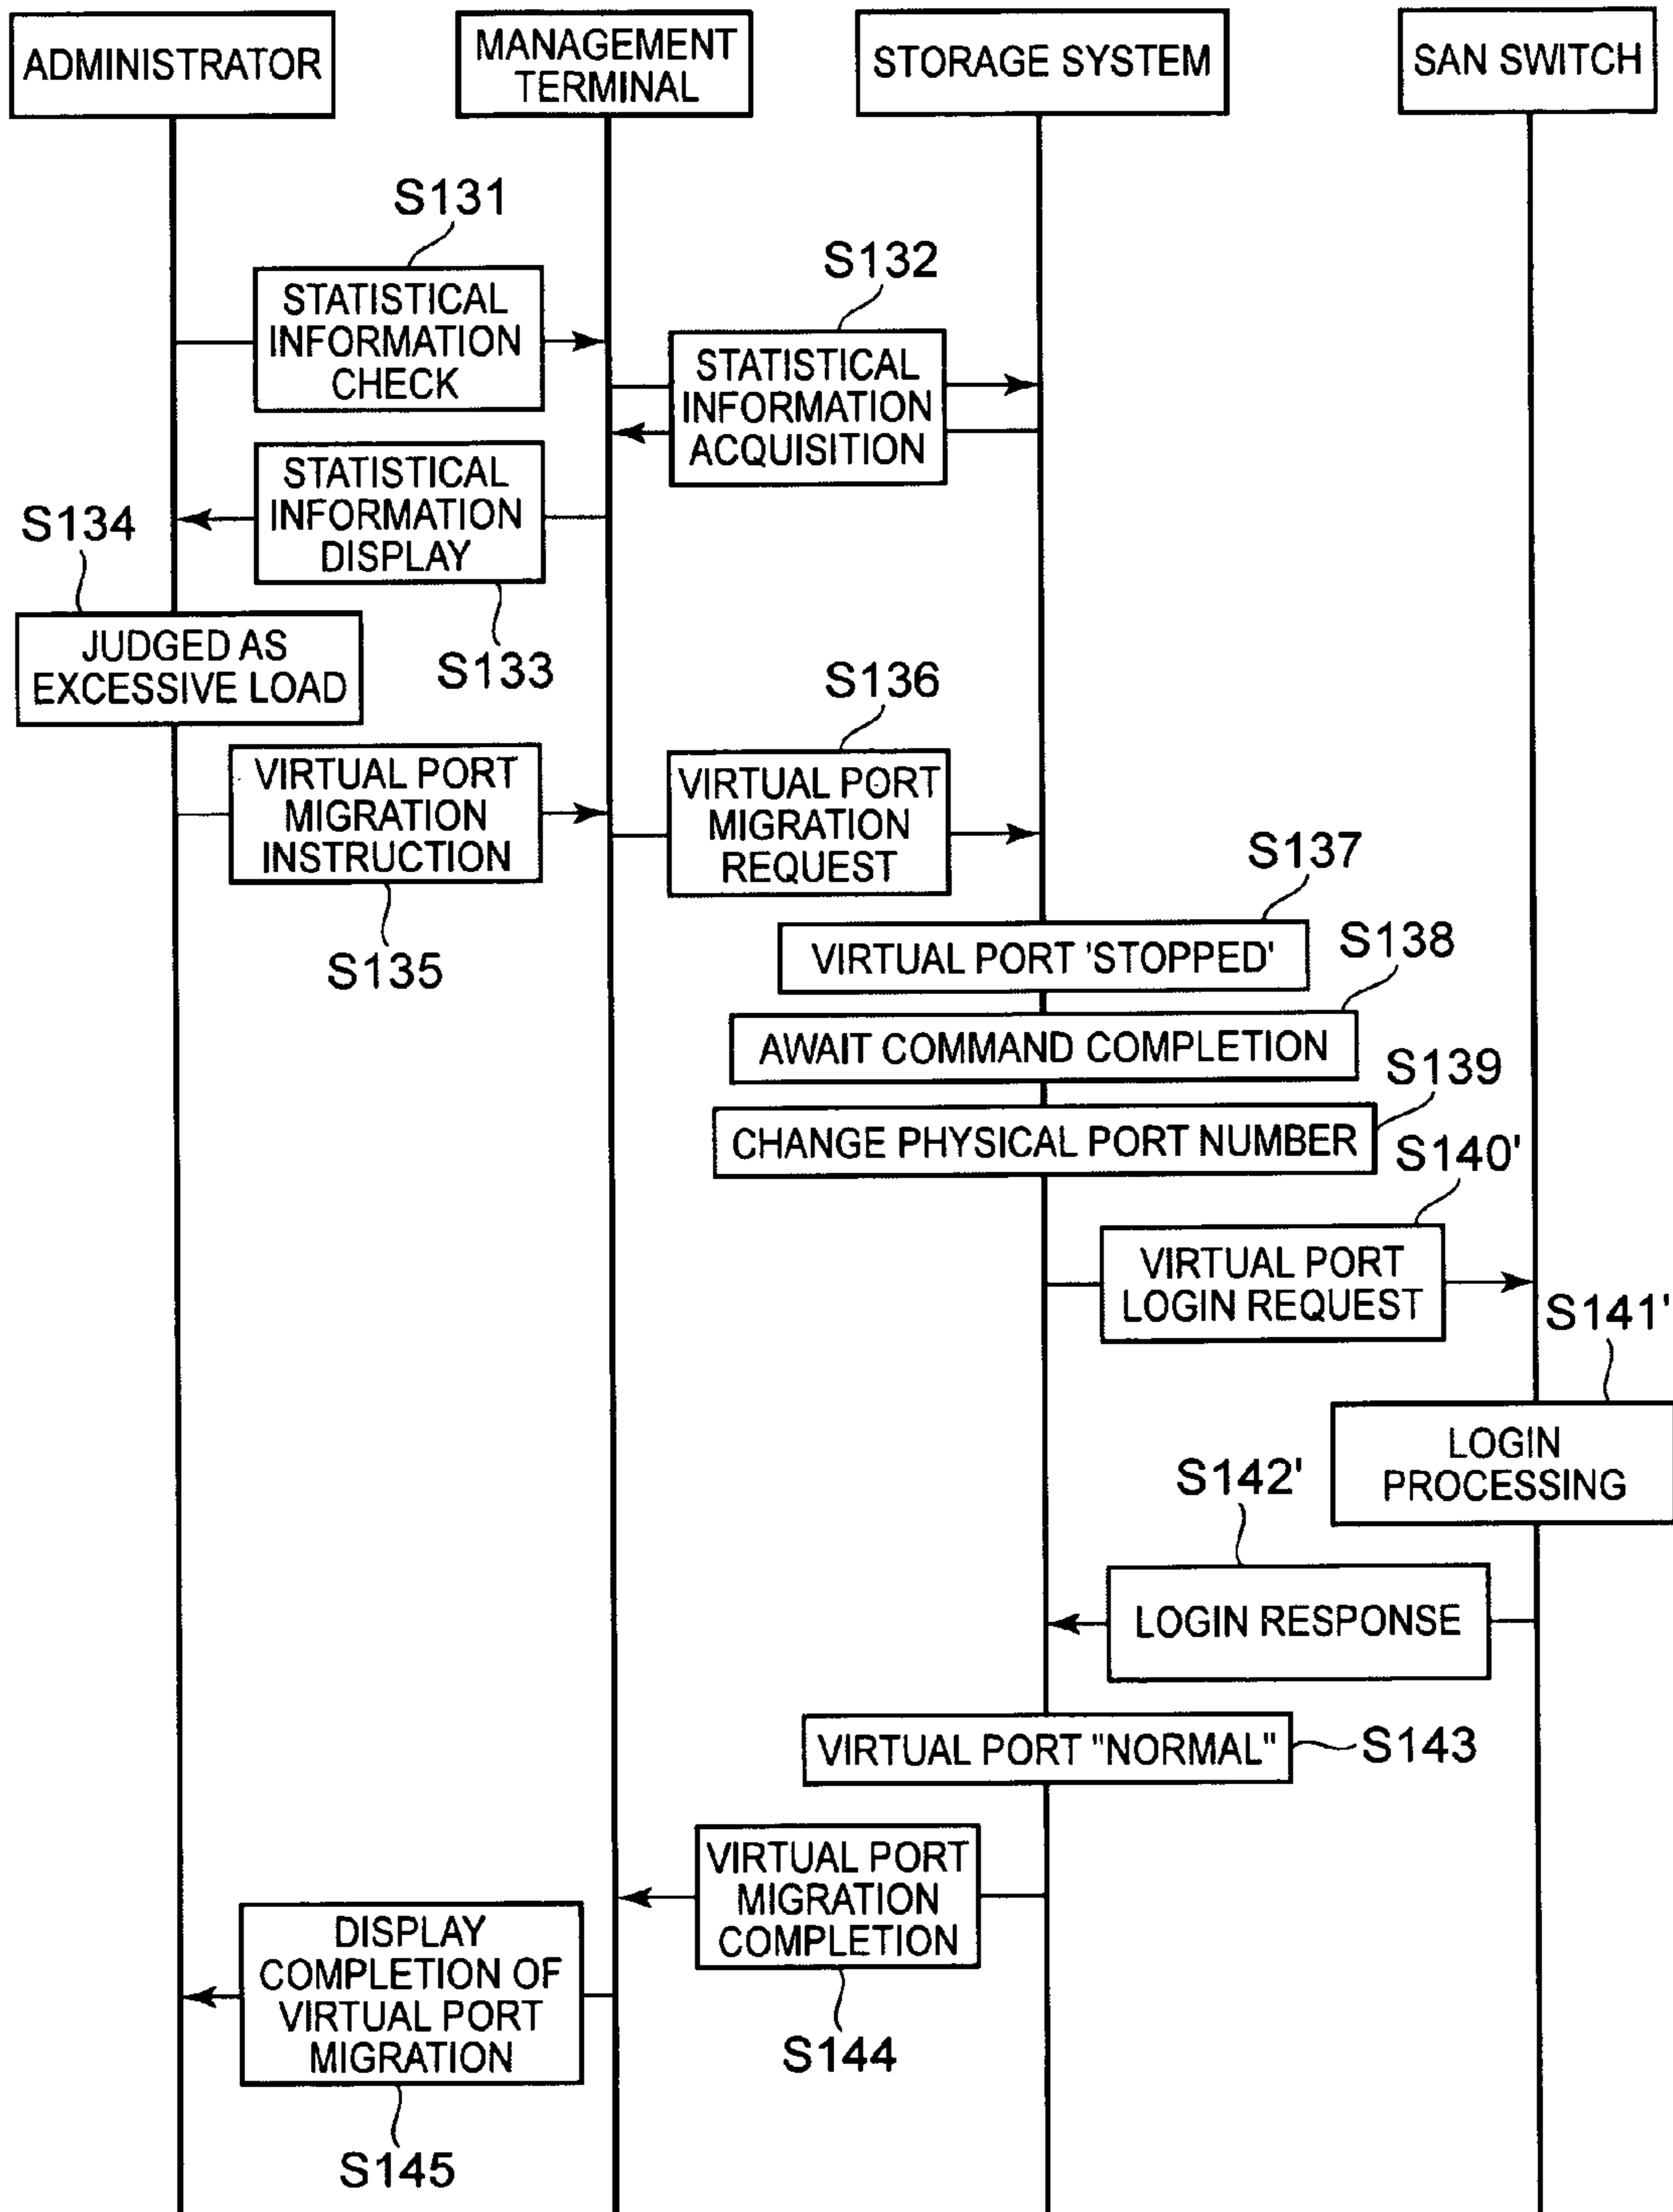 ADMINISTRATOR
MANAGEMENT
TERMINAL
STORAGE SYSTEM
SAN SWITCH
S131
STATISTICAL
INFORMATION
CHECK
S132
STATISTICAL
INFORMATION
ACQUISITION
STATISTICAL
INFORMATION
DISPLAY
S133
S134
JUDGED AS
EXCESSIVE LOAD
VIRTUAL PORT
MIGRATION
INSTRUCTION
S135
S136
VIRTUAL PORT
MIGRATION
REQUEST
S137
VIRTUAL PORT 'STOPPED'
S138
AWAIT COMMAND COMPLETION
S139
CHANGE PHYSICAL PORT NUMBER
S140'
VIRTUAL PORT
LOGIN REQUEST
S141'
LOGIN
PROCESSING
S142'
LOGIN RESPONSE
VIRTUAL PORT "NORMAL"
S143
VIRTUAL PORT
MIGRATION
COMPLETION
S144
DISPLAY
COMPLETION OF
VIRTUAL PORT
MIGRATION
S145